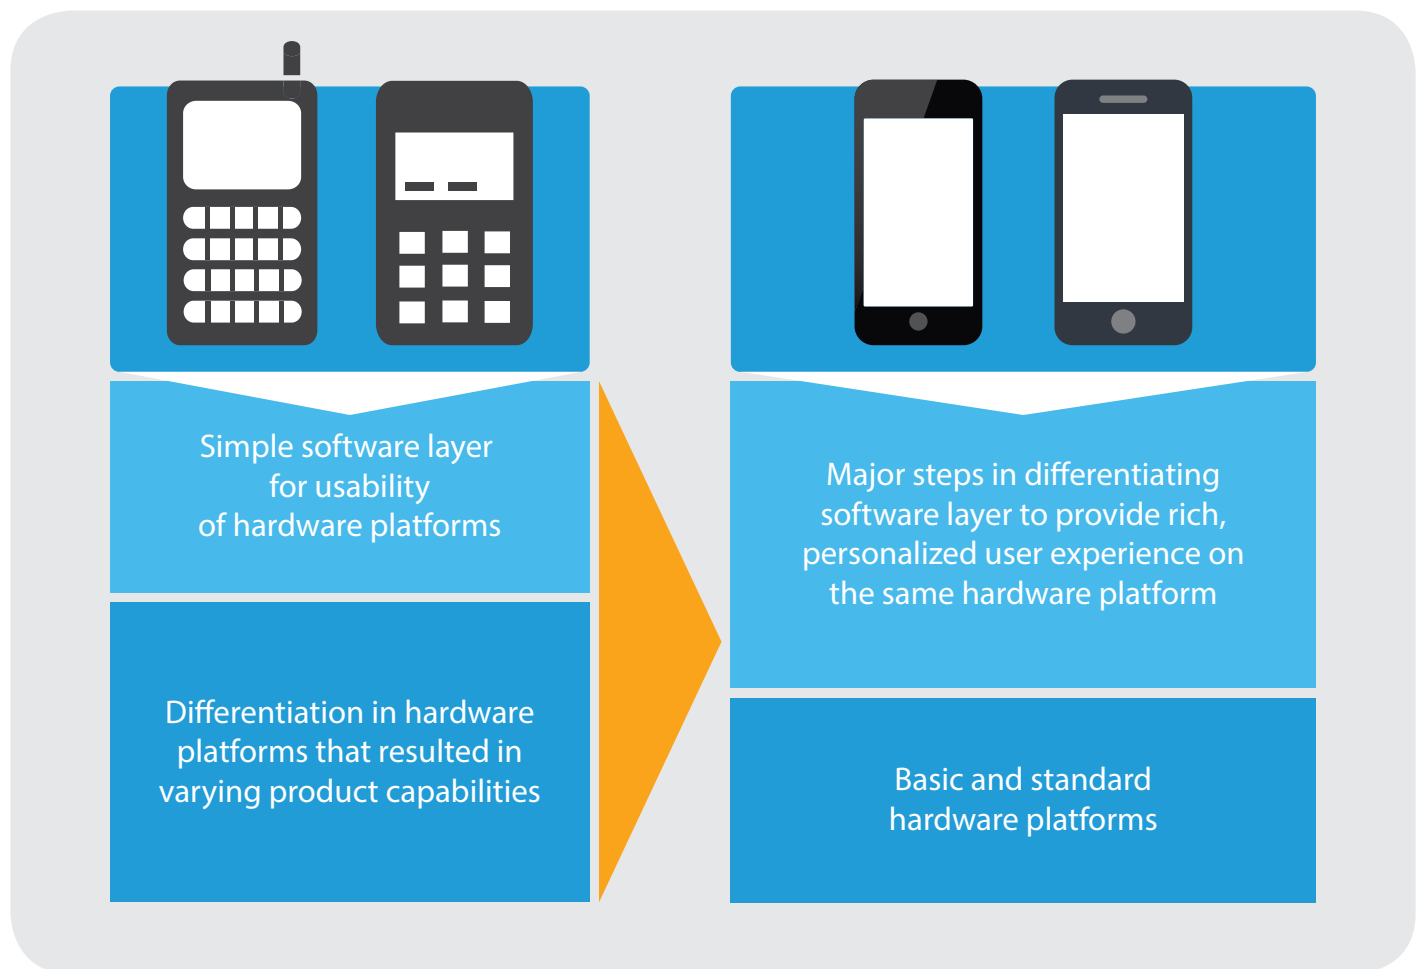 Simple software layer
for usability
of hardware platforms
Differentiation in hardware
platforms that resulted in
varying product capabilities
Major steps in differentiating
software layer to provide rich,
personalized user experience on
the same hardware platform
Basic and standard
hardware platforms